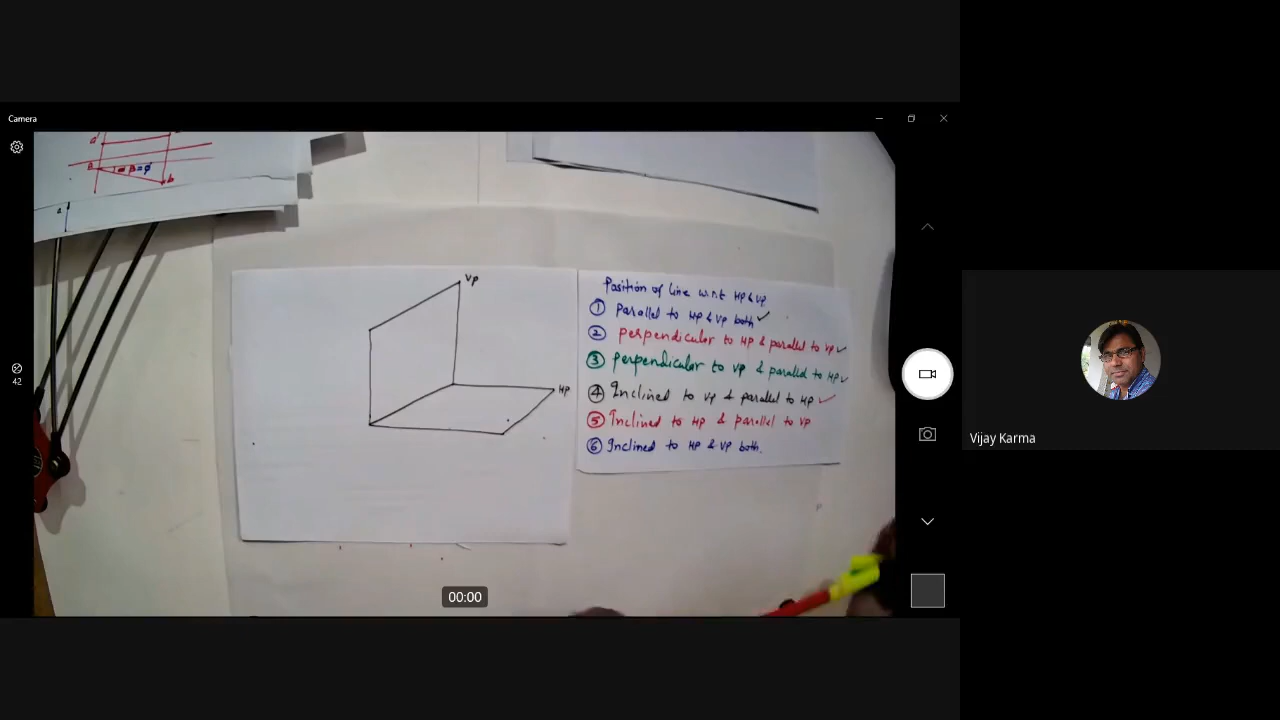 Camera
a'
B
= β = φ
b
a
VP
HP
Position of line w.r.t HP & VP
① Parallel to HP & VP both ✓
② perpendicular to HP & parallel to VP ✓
③ perpendicular to VP & parallel to HP ✓
④ Inclined to VP & parallel to HP ✓
⑤ Inclined to HP & parallel to VP
⑥ Inclined to HP & VP both.
42
00:00
Vijay Karma